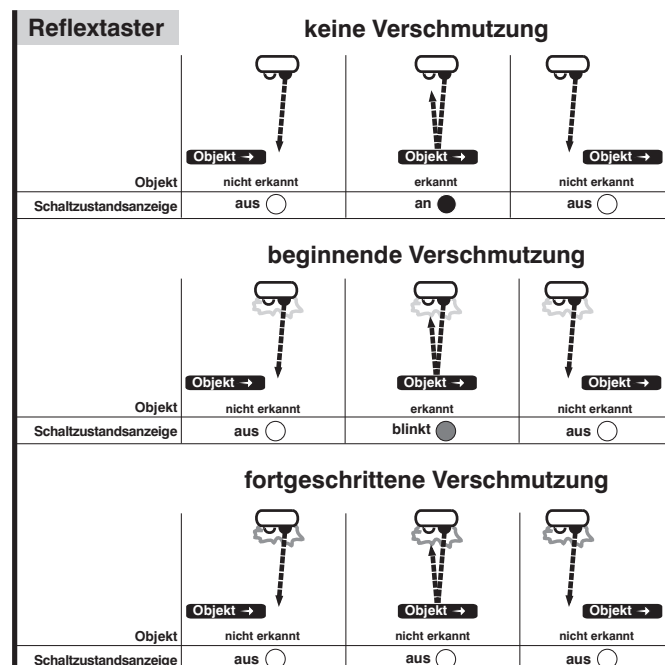 Reflextaster
keine Verschmutzung
Objekt → Objekt → Objekt →
Objekt nicht erkannt erkannt nicht erkannt
Schaltzustandsanzeige aus an aus
beginnende Verschmutzung
Objekt → Objekt → Objekt →
Objekt nicht erkannt erkannt nicht erkannt
Schaltzustandsanzeige aus blinkt aus
fortgeschrittene Verschmutzung
Objekt → Objekt → Objekt →
Objekt nicht erkannt nicht erkannt nicht erkannt
Schaltzustandsanzeige aus aus aus